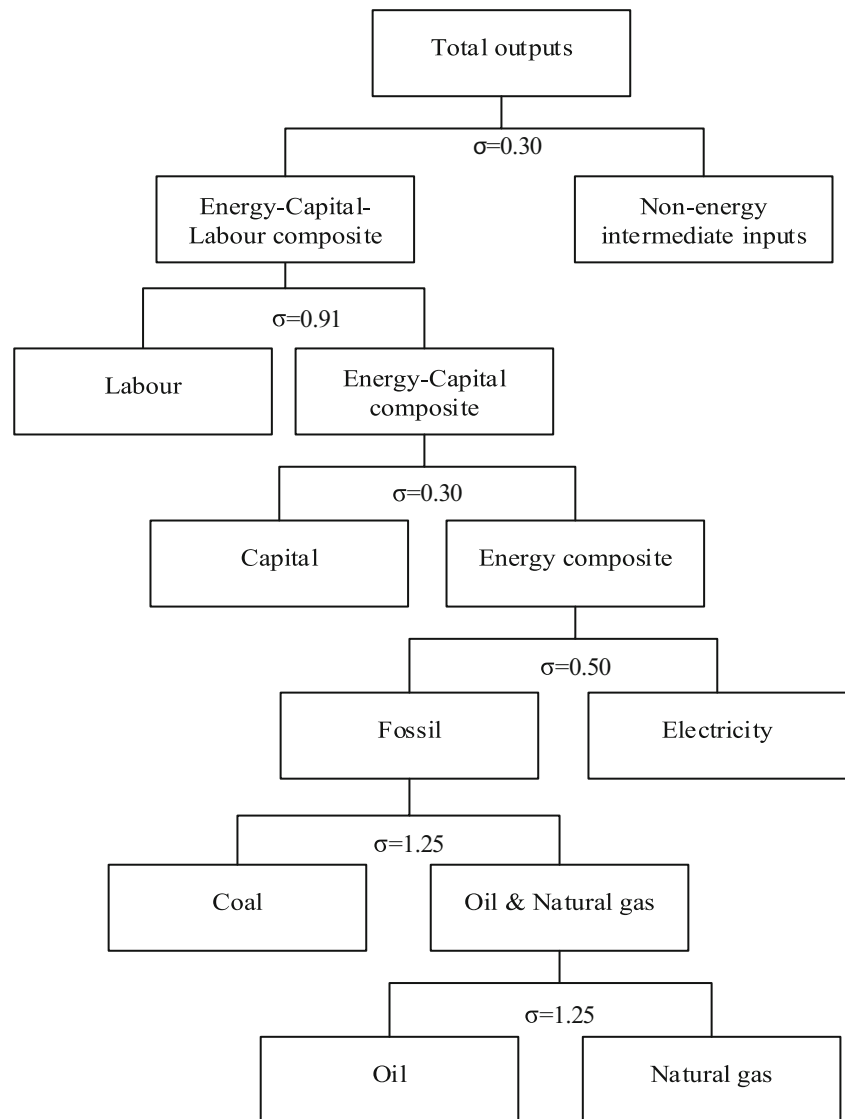 Total outputs
σ=0.30
Energy-Capital-
Labour composite
Non-energy
intermediate inputs
σ=0.91
Labour
Energy-Capital
composite
σ=0.30
Capital
Energy composite
σ=0.50
Fossil
Electricity
σ=1.25
Coal
Oil & Natural gas
σ=1.25
Oil
Natural gas